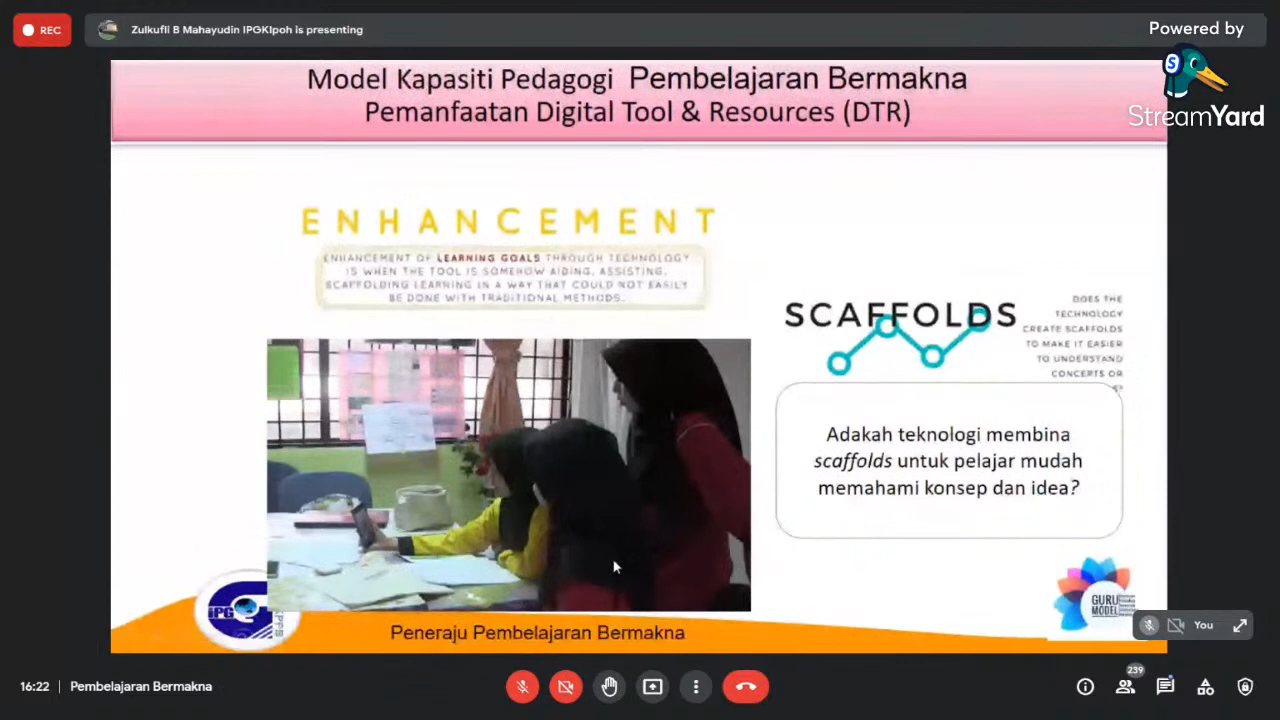 REC
Zulkufli B Mahayudin IPGKIpoh is presenting
Powered by
StreamYard
Model Kapasiti Pedagogi Pembelajaran Bermakna
Pemanfaatan Digital Tool & Resources (DTR)
ENHANCEMENT
ENHANCEMENT OF LEARNING GOALS THROUGH TECHNOLOGY
IS WHEN THE TOOL IS SOMEHOW AIDING, ASSISTING,
SCAFFOLDING LEARNING IN A WAY THAT COULD NOT EASILY
BE DONE WITH TRADITIONAL METHODS.
SCAFFOLDS
DOES THE
TECHNOLOGY
CREATE SCAFFOLDS
TO MAKE IT EASIER
TO UNDERSTAND
CONCEPTS OR
Adakah teknologi membina
scaffolds untuk pelajar mudah
memahami konsep dan idea?
iPG
GURU
MODEL
Peneraju Pembelajaran Bermakna
You
16:22 | Pembelajaran Bermakna
239